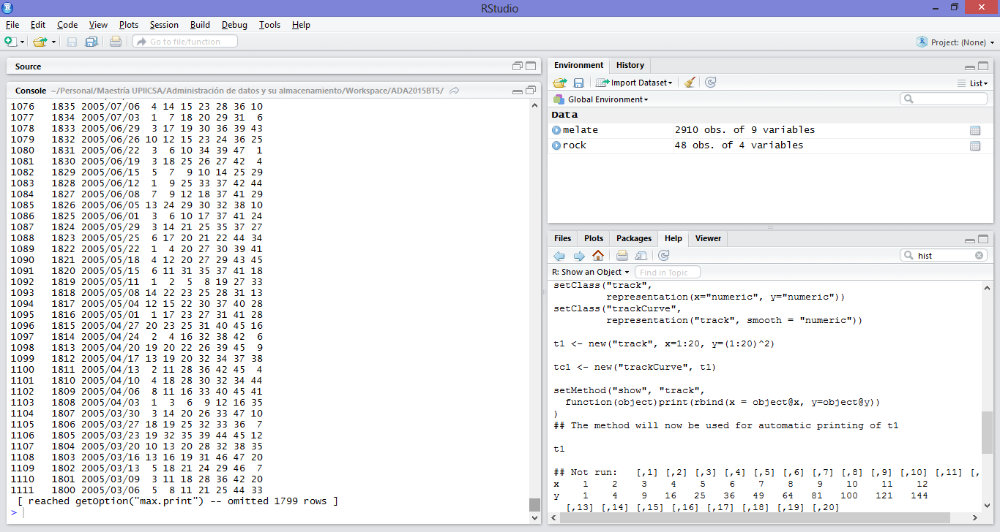 RStudio
File Edit Code View Plots Session Build Debug Tools Help
Go to file/function
Project: (None)
Source
Console ~/Personal/Maestría UPIICSA/Administración de datos y su almacenamiento/Workspace/ADA2015BT5/
1076 1835 2005/07/06 4 14 15 23 28 36 10
1077 1834 2005/07/03 1 7 18 20 29 31 6
1078 1833 2005/06/29 3 17 19 30 36 39 43
1079 1832 2005/06/26 10 12 15 23 24 36 25
1080 1831 2005/06/22 3 6 10 34 39 47 1
1081 1830 2005/06/19 3 18 25 26 27 42 4
1082 1829 2005/06/15 5 7 9 10 14 25 29
1083 1828 2005/06/12 1 9 25 33 37 42 44
1084 1827 2005/06/08 7 9 12 18 37 41 29
1085 1826 2005/06/05 13 24 29 30 32 38 10
1086 1825 2005/06/01 3 6 10 17 37 41 24
1087 1824 2005/05/29 3 14 21 25 35 37 27
1088 1823 2005/05/25 6 17 20 21 22 44 34
1089 1822 2005/05/22 1 4 20 27 30 39 41
1090 1821 2005/05/18 4 12 20 27 29 43 45
1091 1820 2005/05/15 6 11 31 35 37 41 18
1092 1819 2005/05/11 1 2 5 8 19 27 33
1093 1818 2005/05/08 14 22 23 25 28 31 13
1094 1817 2005/05/04 12 15 22 30 37 40 28
1095 1816 2005/05/01 1 17 23 27 31 41 28
1096 1815 2005/04/27 20 23 25 31 40 45 16
1097 1814 2005/04/24 2 4 16 32 38 42 6
1098 1813 2005/04/20 19 20 22 26 39 45 9
1099 1812 2005/04/17 13 19 20 32 34 37 38
1100 1811 2005/04/13 2 11 28 36 42 45 4
1101 1810 2005/04/10 4 18 28 30 32 34 44
1102 1809 2005/04/06 8 11 16 33 40 45 41
1103 1808 2005/04/03 1 3 6 9 12 16 35
1104 1807 2005/03/30 3 14 20 26 33 47 10
1105 1806 2005/03/27 18 19 25 32 33 36 7
1106 1805 2005/03/23 19 32 35 39 44 45 12
1107 1804 2005/03/20 10 13 20 28 32 38 35
1108 1803 2005/03/16 13 16 19 31 46 47 20
1109 1802 2005/03/13 5 18 21 24 29 46 7
1110 1801 2005/03/09 3 11 18 28 36 42 20
1111 1800 2005/03/06 5 8 11 21 25 44 33
[ reached getOption("max.print") -- omitted 1799 rows ]
>
Environment History
Import Dataset List
Global Environment
Data
melate 2910 obs. of 9 variables
rock 48 obs. of 4 variables
Files Plots Packages Help Viewer
hist
R: Show an Object Find in Topic
setClass("track",
representation(x="numeric", y="numeric"))
setClass("trackCurve",
representation("track", smooth = "numeric"))
t1 <- new("track", x=1:20, y=(1:20)^2)
tc1 <- new("trackCurve", t1)
setMethod("show", "track",
function(object)print(rbind(x = object@x, y=object@y))
)
## The method will now be used for automatic printing of t1
t1
## Not run: [,1] [,2] [,3] [,4] [,5] [,6] [,7] [,8] [,9] [,10] [,11] [,
x 1 2 3 4 5 6 7 8 9 10 11 12
y 1 4 9 16 25 36 49 64 81 100 121 144
[,13] [,14] [,15] [,16] [,17] [,18] [,19] [,20]